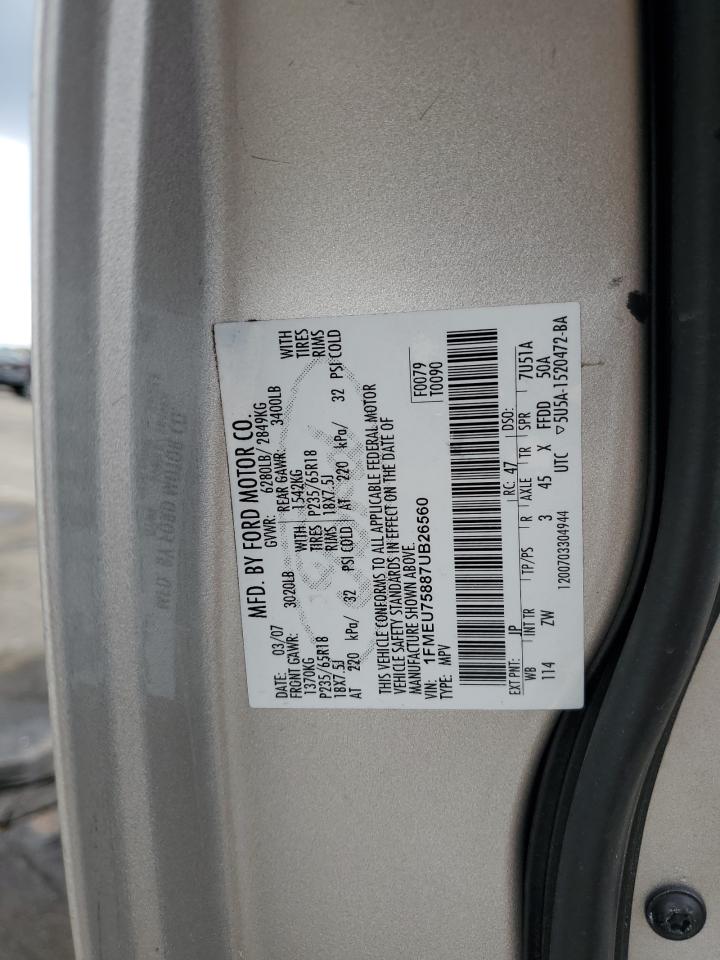 MFD. BY FORD MOTOR CO.
DATE: 03/07 GVWR: 6280LB/ 2849KG
FRONT GAWR: 3020LB REAR GAWR: 3400LB
1370KG WITH 1542KG WITH
P235/65R18 TIRES P235/65R18 TIRES
18X7.5J RIMS 18X7.5J RIMS
AT 220 kPa/ 32 PSI COLD AT 220 kPa/ 32 PSI COLD
THIS VEHICLE CONFORMS TO ALL APPLICABLE FEDERAL MOTOR
VEHICLE SAFETY STANDARDS IN EFFECT ON THE DATE OF
MANUFACTURE SHOWN ABOVE.
VIN: 1FMEU75887UB26560 F0079
TYPE: MPV T0090
EXT PNT: JP RC: 47 DSO:
WB INT TR TP/PS R AXLE TR SPR 7U51A
114 ZW 3 45 X FFDD 50A
1200703304944 UTC ▽5U5A-1520472-BA